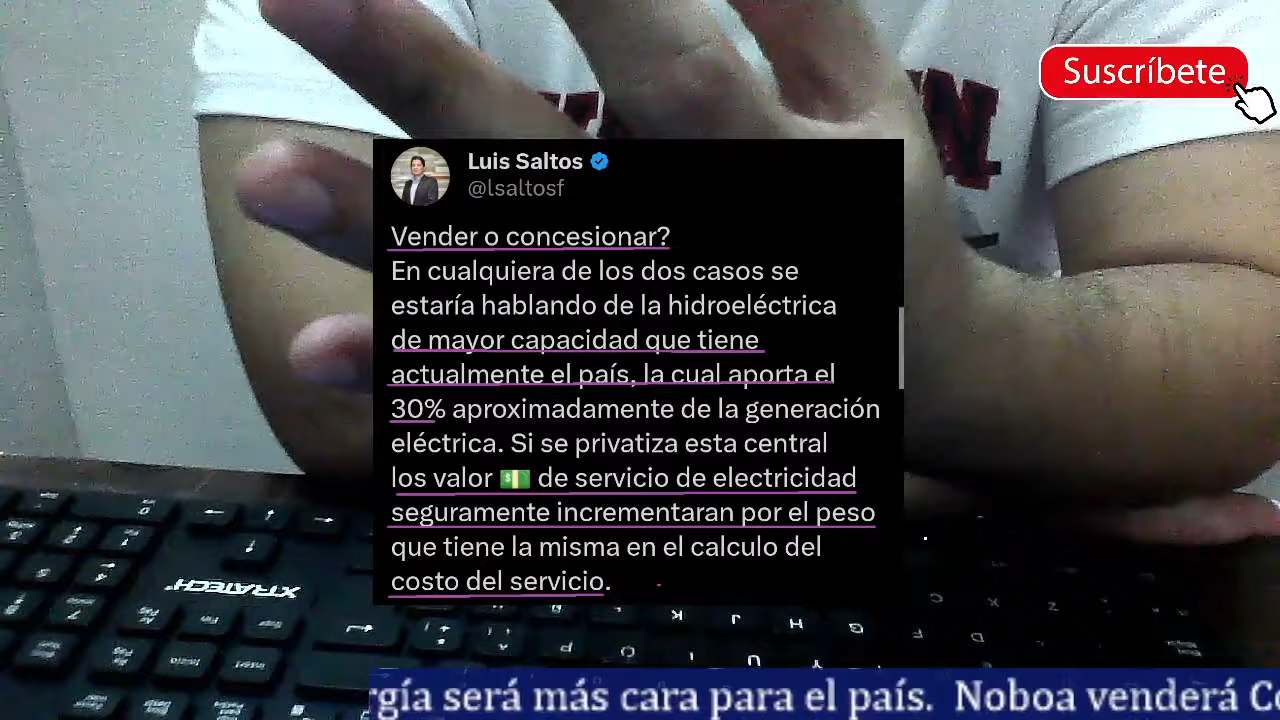 Suscríbete
Luis Saltos
@lsaltosf
Vender o concesionar?
En cualquiera de los dos casos se
estaría hablando de la hidroeléctrica
de mayor capacidad que tiene
actualmente el país, la cual aporta el
30% aproximadamente de la generación
eléctrica. Si se privatiza esta central
los valor 💵 de servicio de electricidad
seguramente incrementaran por el peso
que tiene la misma en el calculo del
costo del servicio.
XTRATECH
será más cara para el país. Noboa venderá